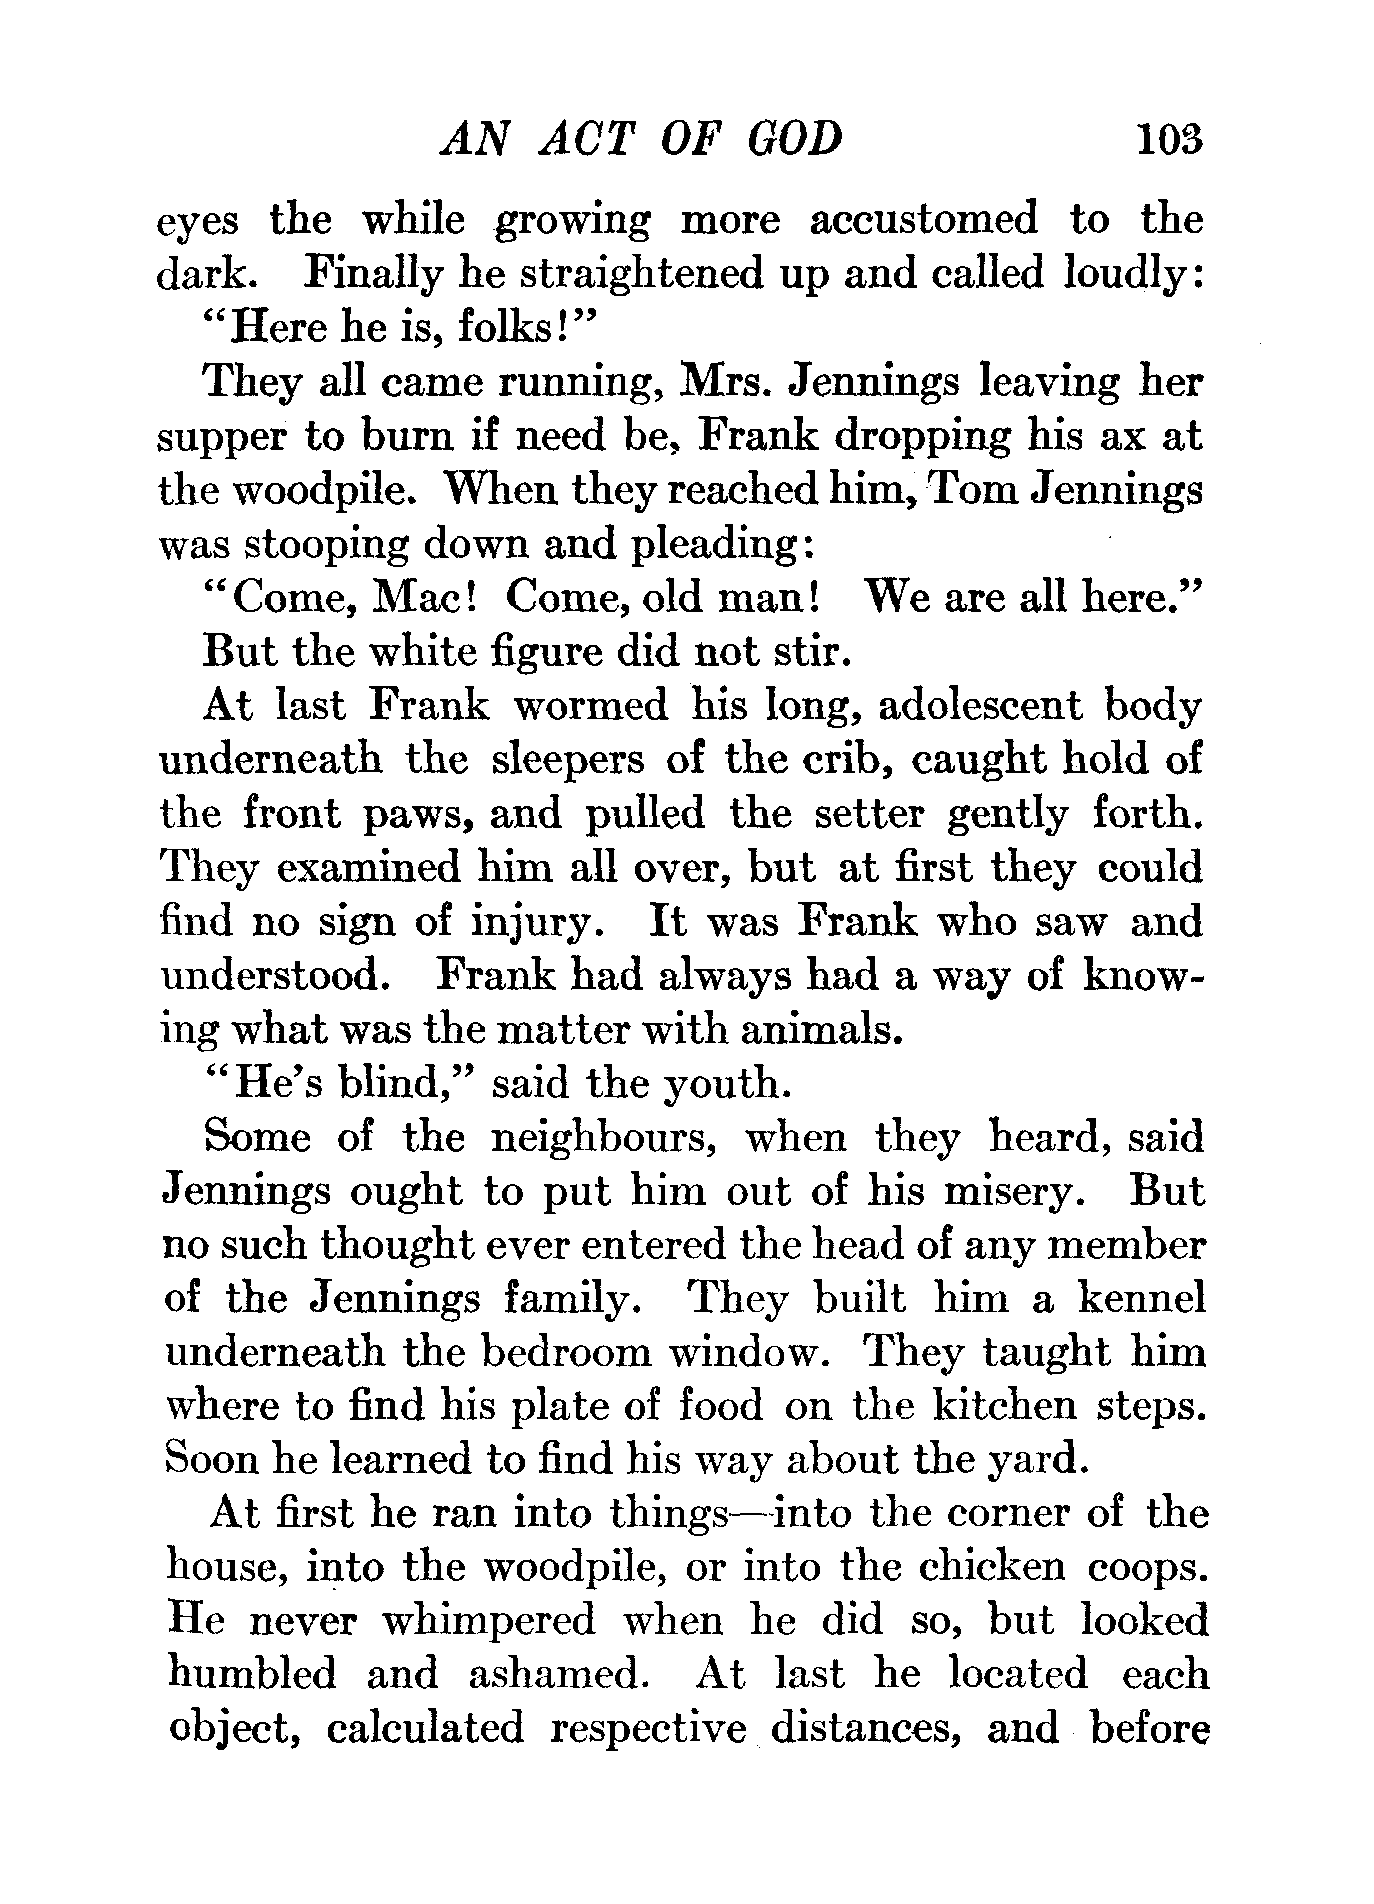 AN ACT OF GOD 103
eyes the while growing more accustomed to the
dark. Finally he straightened up and called loudly:
"Here he is, folks!"
They all came running, Mrs. Jennings leaving her
supper to burn if need be, Frank dropping his ax at
the woodpile. When they reached him, Tom Jennings
was stooping down and pleading:
"Come, Mac! Come, old man! We are all here."
But the white figure did not stir.
At last Frank wormed his long, adolescent body
underneath the sleepers of the crib, caught hold of
the front paws, and pulled the setter gently forth.
They examined him all over, but at first they could
find no sign of injury. It was Frank who saw and
understood. Frank had always had a way of know-
ing what was the matter with animals.
"He's blind," said the youth.
Some of the neighbours, when they heard, said
Jennings ought to put him out of his misery. But
no such thought ever entered the head of any member
of the Jennings family. They built him a kennel
underneath the bedroom window. They taught him
where to find his plate of food on the kitchen steps.
Soon he learned to find his way about the yard.
At first he ran into things—into the corner of the
house, into the woodpile, or into the chicken coops.
He never whimpered when he did so, but looked
humbled and ashamed. At last he located each
object, calculated respective distances, and before